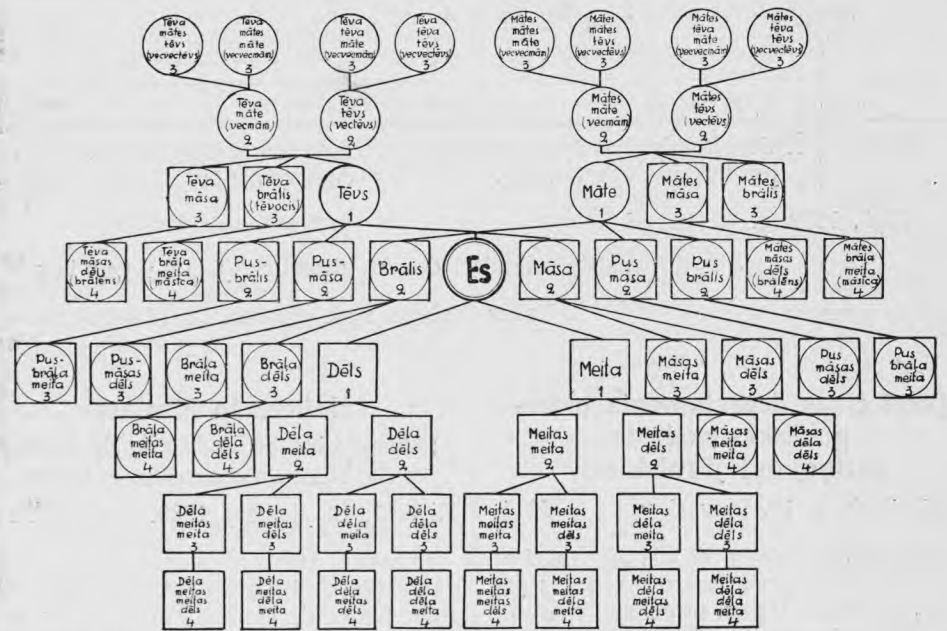 Tēva
mātes
tēvs
(vecvectēvs)
3
Tēva
mātes
māte
(vecvecmām)
3
Tēva
tēva
māte
(vecvecmām)
3
Tēva
tēva
tēvs
(vecvectēvs)
3
Mātes
mātes
māte
(vecvecmām)
3
Mātes
mātes
tēvs
(vecvectēvs)
3
Mātes
tēva
māte
(vecvecmām)
3
Mātes
tēva
tēvs
(vecvectēvs)
3
Tēva
māte
(vecmām)
2
Tēva
tēvs
(vectēvs)
2
Mātes
māte
(vecmām)
2
Mātes
tēvs
(vectēvs)
2
Tēva
māsa
3
Tēva
brālis
(tēvocis)
3
Tēvs
1
Māte
1
Mātes
māsa
3
Mātes
brālis
3
Tēva
māsas
dēls
(brālēns)
4
Tēva
brāļa
meita
(māsīca)
4
Pus-
brālis
2
Pus-
māsa
2
Brālis
2
Es
Māsa
2
Pus
māsa
2
Pus
brālis
2
Mātes
māsas
dēls
(brālēns)
4
Mātes
brāļa
meita
(māsīca)
4
Pus-
brāļa
meita
3
Pus-
māsas
dēls
3
Brāļa
meita
3
Brāļa
dēls
3
Dēls
1
Meita
1
Māsas
meita
3
Māsas
dēls
3
Pus
māsas
dēls
3
Pus
brāļa
meita
3
Brāļa
meitas
meita
4
Brāļa
dēla
dēls
4
Dēla
meita
2
Dēla
dēls
2
Meitas
meita
2
Meitas
dēls
2
Māsas
meitas
meita
4
Māsas
dēla
dēls
4
Dēla
meitas
meita
3
Dēla
meitas
dēls
3
Dēla
dēla
meita
3
Dēla
dēla
dēls
3
Meitas
meitas
meita
3
Meitas
meitas
dēls
3
Meitas
dēla
meita
3
Meitas
dēla
dēls
3
Dēla
meitas
meitas
dēls
4
Dēla
meitas
dēla
meita
4
Dēla
dēla
meitas
dēls
4
Dēla
dēla
dēla
meita
4
Meitas
meitas
meitas
dēls
4
Meitas
meitas
dēla
meita
4
Meitas
dēla
meitas
dēls
4
Meitas
dēla
dēla
meita
4